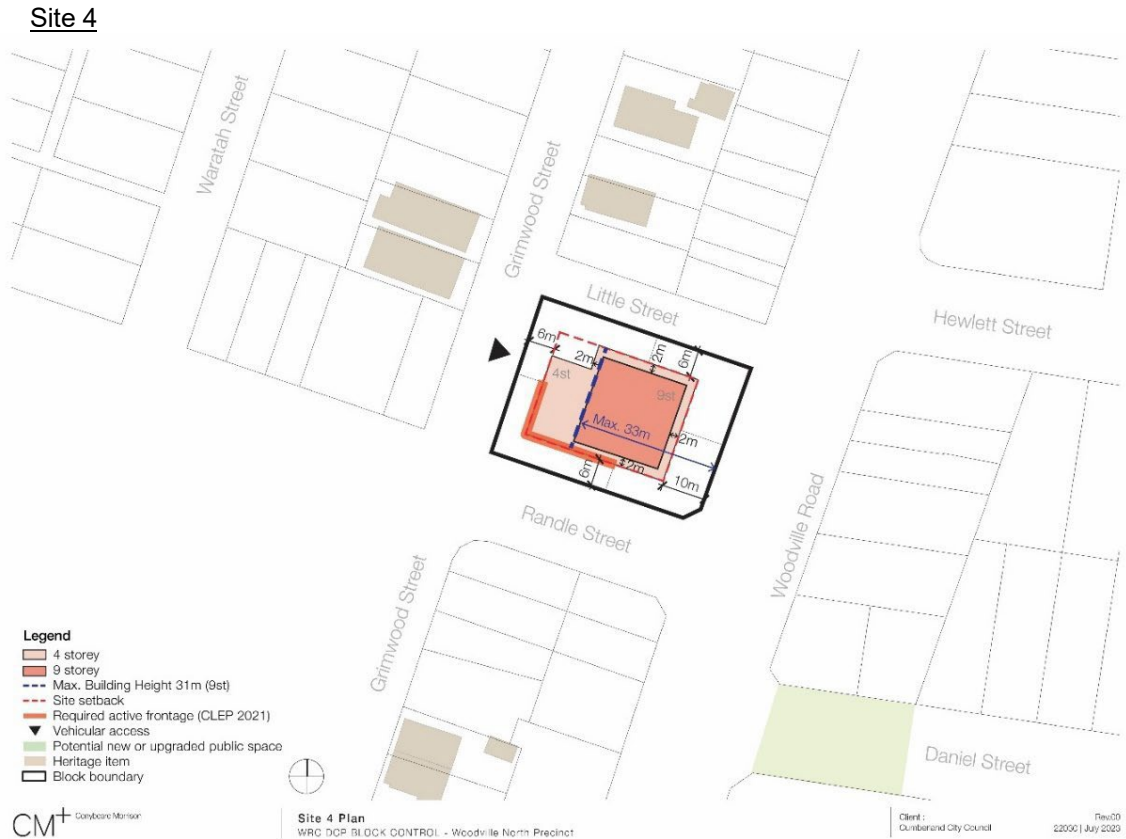 Site 4
Waratah Street
Grimwood Street
Little Street
Hewlett Street
6m
2m
2m
6m
4st
9st
Max. 33m
2m
6m
2m
10m
Randle Street
Woodville Road
Grimwood Street
Daniel Street
Legend
4 storey
9 storey
Max. Building Height 31m (9st)
Site setback
Required active frontage (CLEP 2021)
Vehicular access
Potential new or upgraded public space
Heritage item
Block boundary
CM+ Conybeare Morrison
Site 4 Plan
WRC DCP BLOCK CONTROL - Woodville North Precinct
Client :
Cumberland City Council
Rev:00
22030 | July 2023